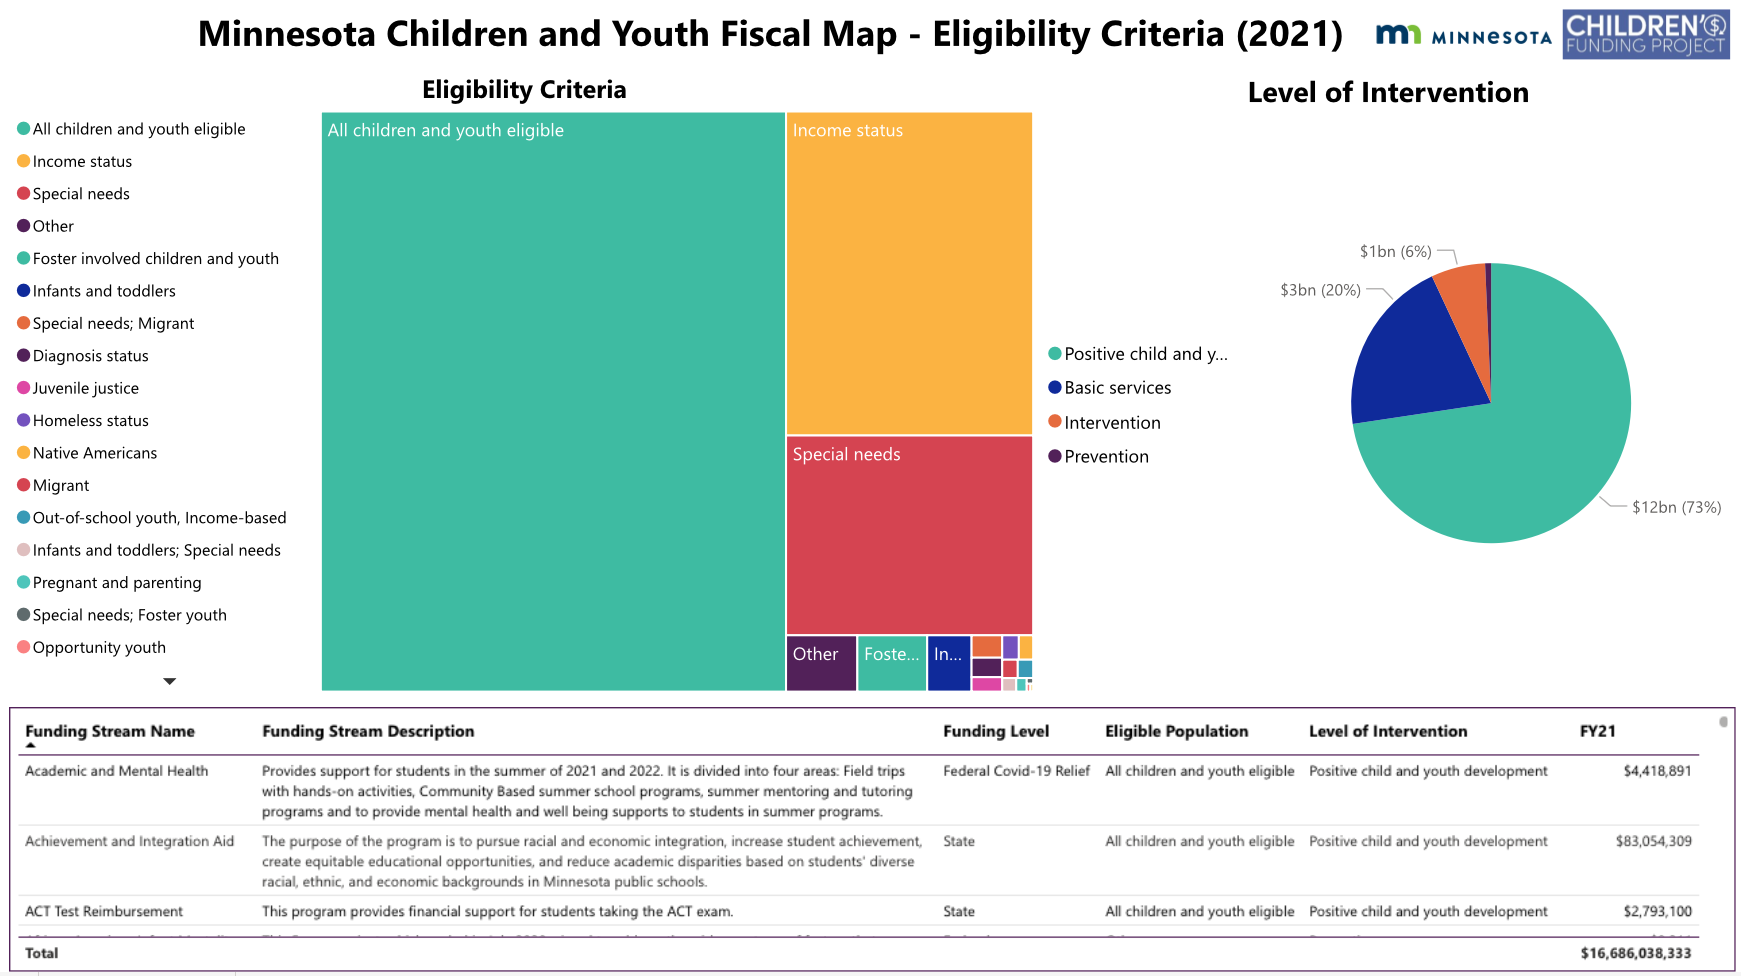 Minnesota Children and Youth Fiscal Map - Eligibility Criteria (2021)
mn MINNESOTA
CHILDREN'S
FUNDING PROJECT
Eligibility Criteria
All children and youth eligible
Income status
Special needs
Other
Foster involved children and youth
Infants and toddlers
Special needs; Migrant
Diagnosis status
Juvenile justice
Homeless status
Native Americans
Migrant
Out-of-school youth, Income-based
Infants and toddlers; Special needs
Pregnant and parenting
Special needs; Foster youth
Opportunity youth
All children and youth eligible
Income status
Special needs
Other
Foste...
In...
Level of Intervention
Positive child and y...
Basic services
Intervention
Prevention
$1bn (6%)
$3bn (20%)
$12bn (73%)
Funding Stream Name Funding Stream Description Funding Level Eligible Population Level of Intervention FY21
Academic and Mental Health Provides support for students in the summer of 2021 and 2022. It is divided into four areas: Field trips Federal Covid-19 Relief All children and youth eligible Positive child and youth development $4,418,891
with hands-on activities, Community Based summer school programs, summer mentoring and tutoring
programs and to provide mental health and well being supports to students in summer programs.
Achievement and Integration Aid The purpose of the program is to pursue racial and economic integration, increase student achievement, State All children and youth eligible Positive child and youth development $83,054,309
create equitable educational opportunities, and reduce academic disparities based on students' diverse
racial, ethnic, and economic backgrounds in Minnesota public schools.
ACT Test Reimbursement This program provides financial support for students taking the ACT exam. State All children and youth eligible Positive child and youth development $2,793,100
Total $16,686,038,333